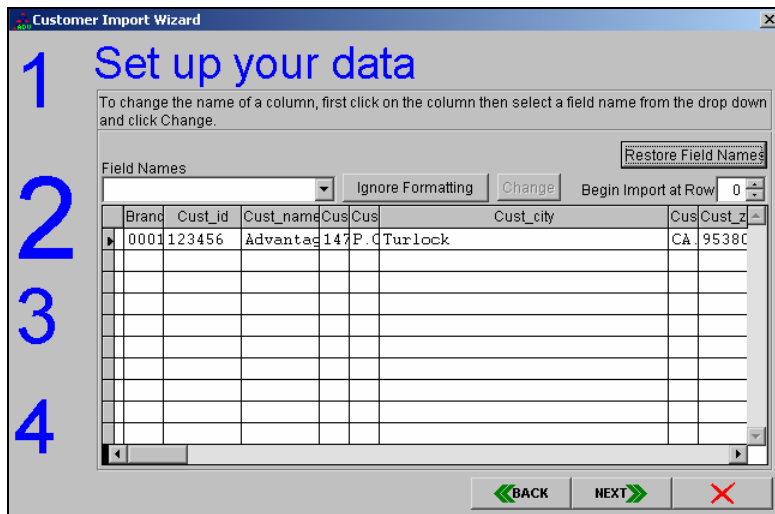 Customer Import Wizard
1
Set up your data
To change the name of a column, first click on the column then select a field name from the drop down
and click Change.
Restore Field Names
Field Names
Ignore Formatting
Change
Begin Import at Row
0
2
Branc Cust_id Cust_name Cus Cus Cust_city Cus Cust_z
0001 123456 Advantag 147 P.O Turlock CA. 95380
3
4
BACK
NEXT